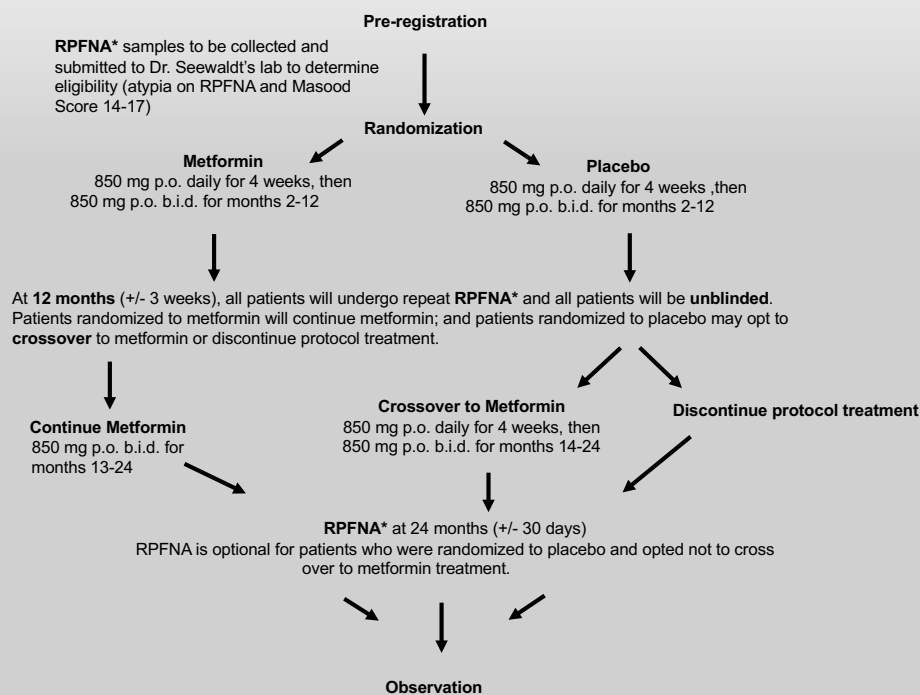 Pre-registration
RPFNA* samples to be collected and
submitted to Dr. Seewaldt's lab to determine
eligibility (atypia on RPFNA and Masood
Score 14-17)
Randomization
Metformin
850 mg p.o. daily for 4 weeks, then
850 mg p.o. b.i.d. for months 2-12
Placebo
850 mg p.o. daily for 4 weeks ,then
850 mg p.o. b.i.d. for months 2-12
At 12 months (+/- 3 weeks), all patients will undergo repeat RPFNA* and all patients will be unblinded.
Patients randomized to metformin will continue metformin; and patients randomized to placebo may opt to
crossover to metformin or discontinue protocol treatment.
Continue Metformin
850 mg p.o. b.i.d. for
months 13-24
Crossover to Metformin
850 mg p.o. daily for 4 weeks, then
850 mg p.o. b.i.d. for months 14-24
Discontinue protocol treatment
RPFNA* at 24 months (+/- 30 days)
RPFNA is optional for patients who were randomized to placebo and opted not to cross
over to metformin treatment.
Observation